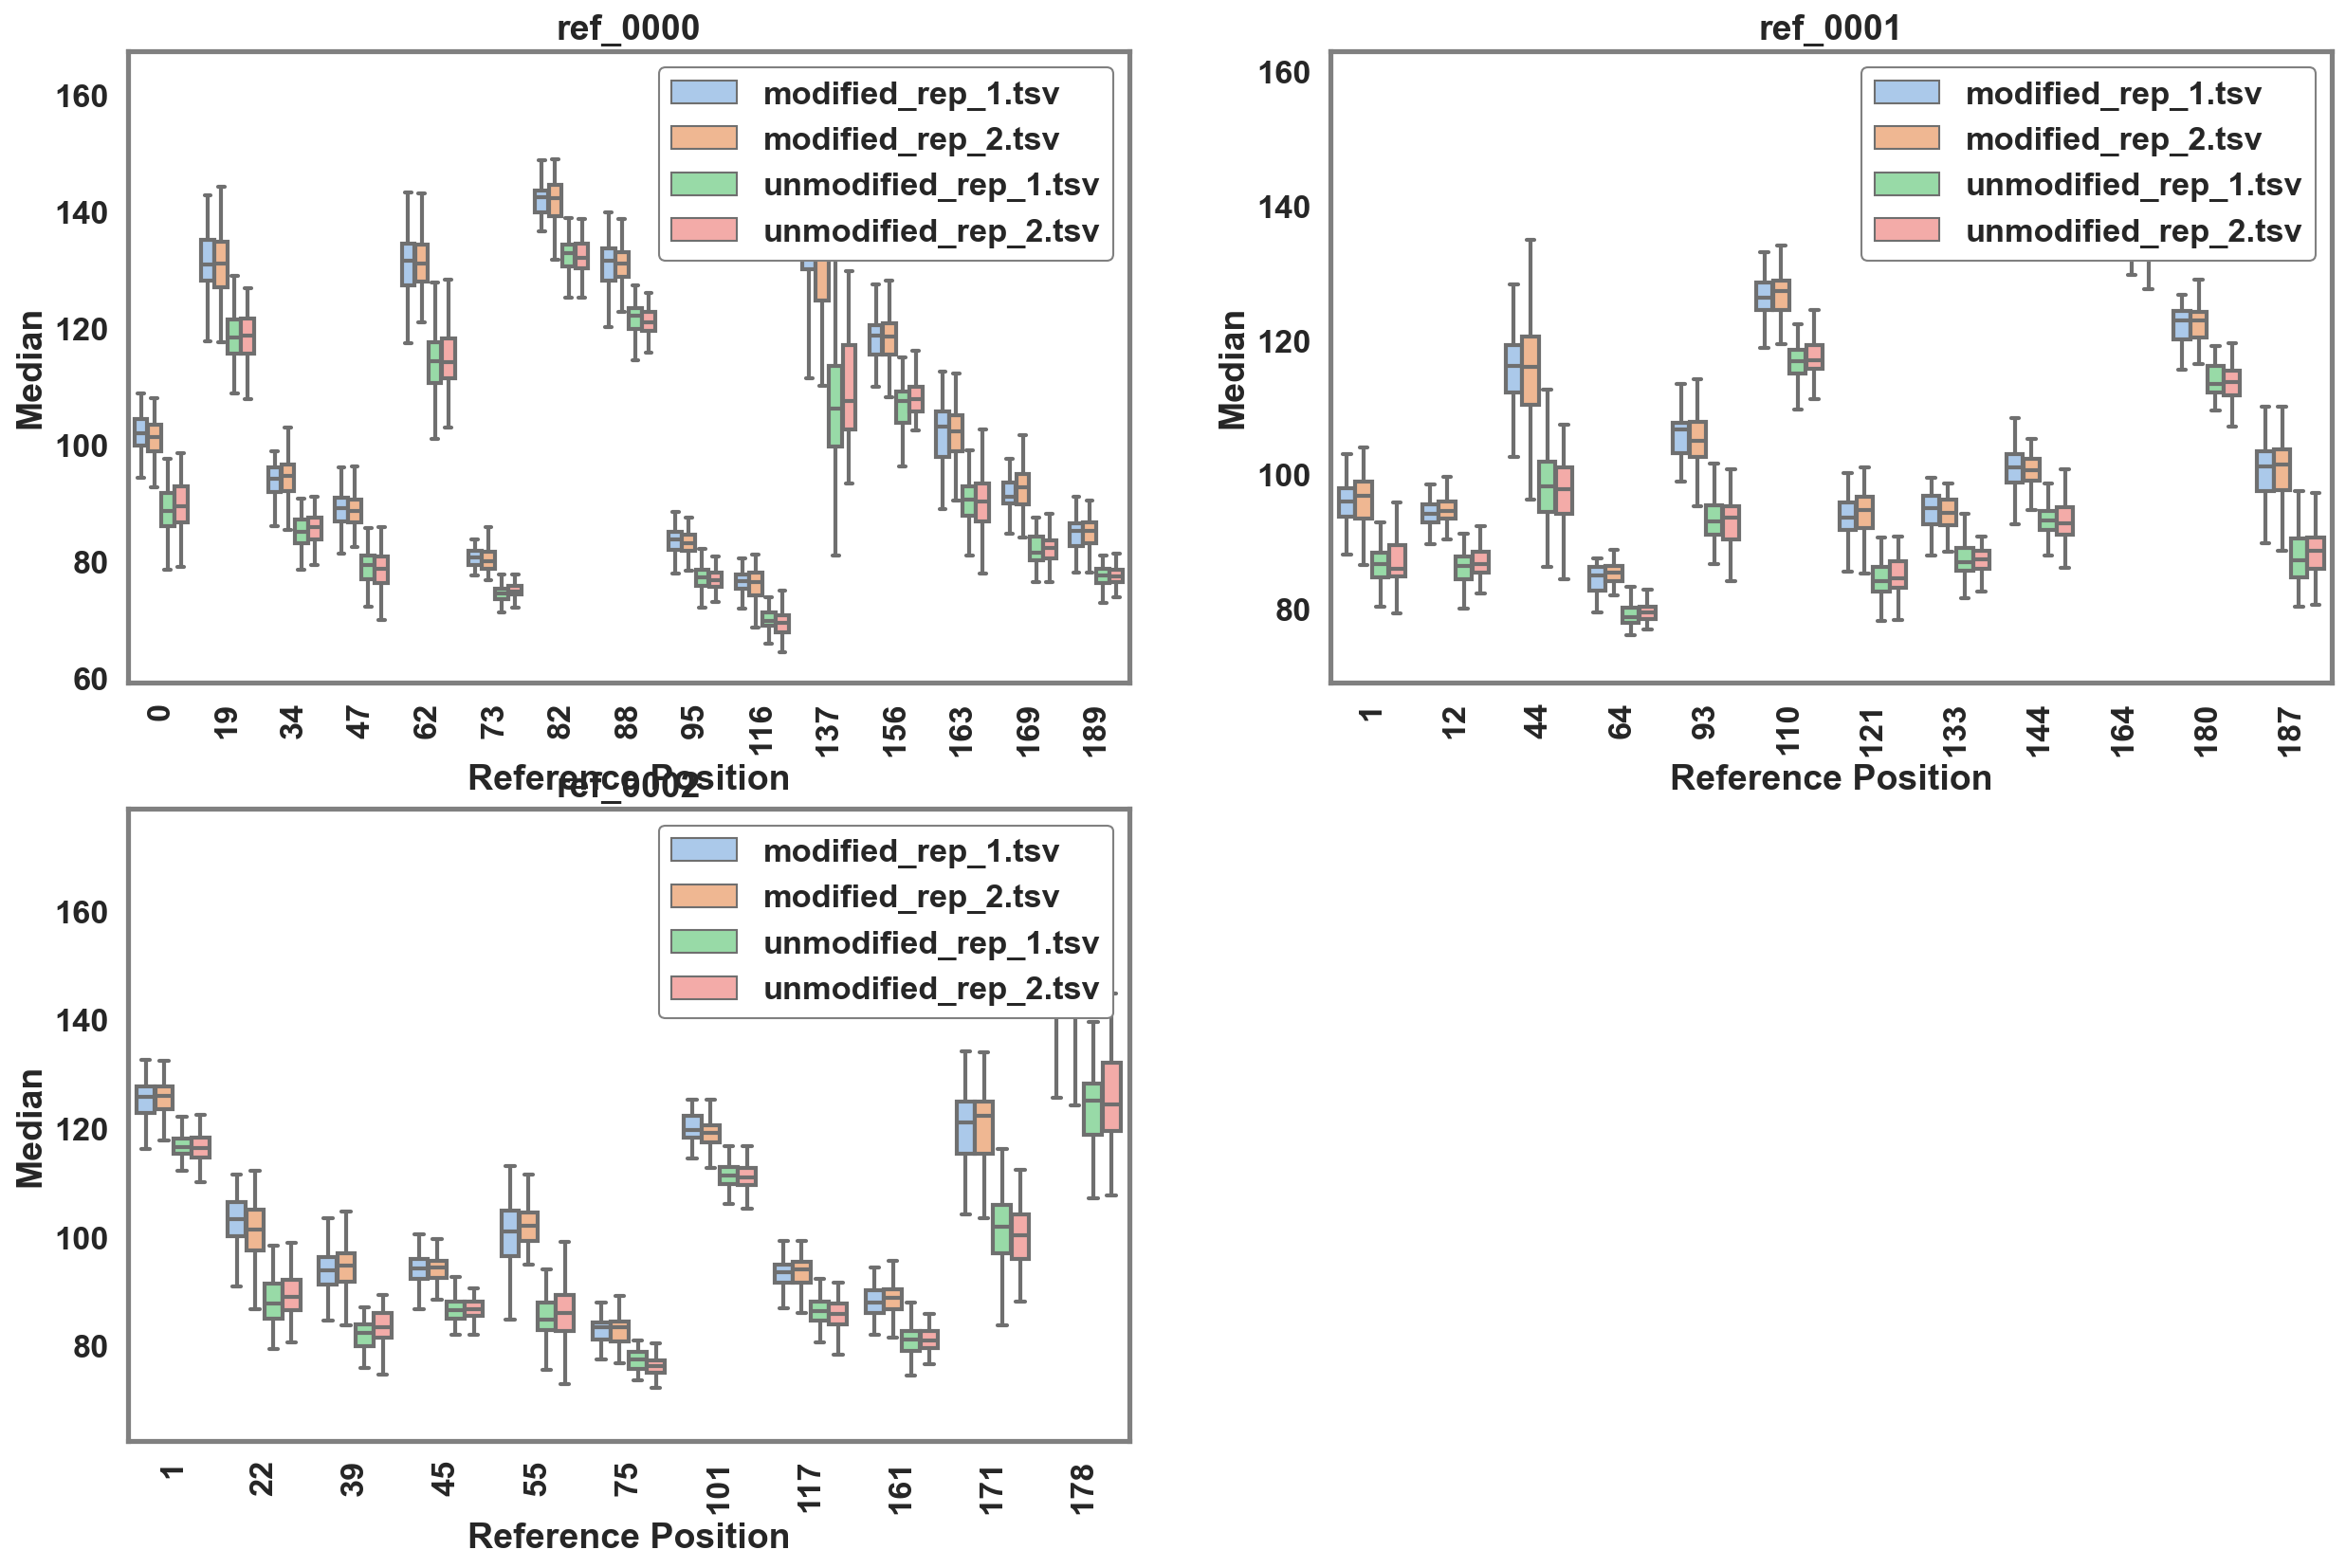 ref_0000
160
140
120
100
80
60
Median
modified_rep_1.tsv
modified_rep_2.tsv
unmodified_rep_1.tsv
unmodified_rep_2.tsv
0 19 34 47 62 73 82 88 95 116 137 156 163 169 189
Reference Position
ref_0001
160
140
120
100
80
Median
modified_rep_1.tsv
modified_rep_2.tsv
unmodified_rep_1.tsv
unmodified_rep_2.tsv
1 12 44 64 93 110 121 133 144 164 180 187
Reference Position
ref_0002
160
140
120
100
80
Median
modified_rep_1.tsv
modified_rep_2.tsv
unmodified_rep_1.tsv
unmodified_rep_2.tsv
1 22 39 45 55 75 101 117 161 171 178
Reference Position